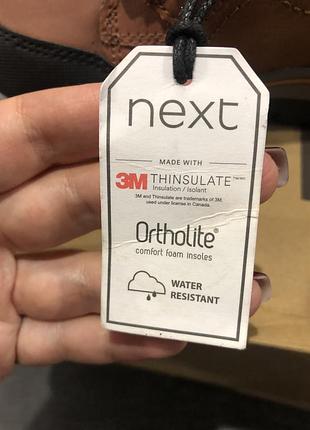 next
MADE WITH
3M THINSULATE™
Insulation / Isolant
3M and Thinsulate are trademarks of 3M,
used under license in Canada.
Ortholite®
comfort foam insoles
WATER
RESISTANT